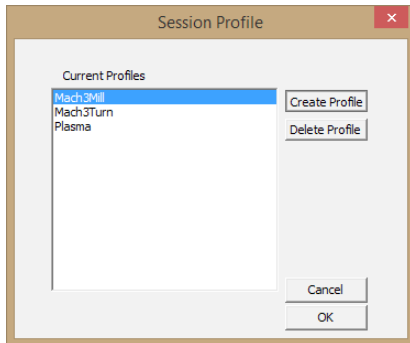 Session Profile
Current Profiles
Mach3Mill
Mach3Turn
Plasma
Create Profile
Delete Profile
Cancel
OK